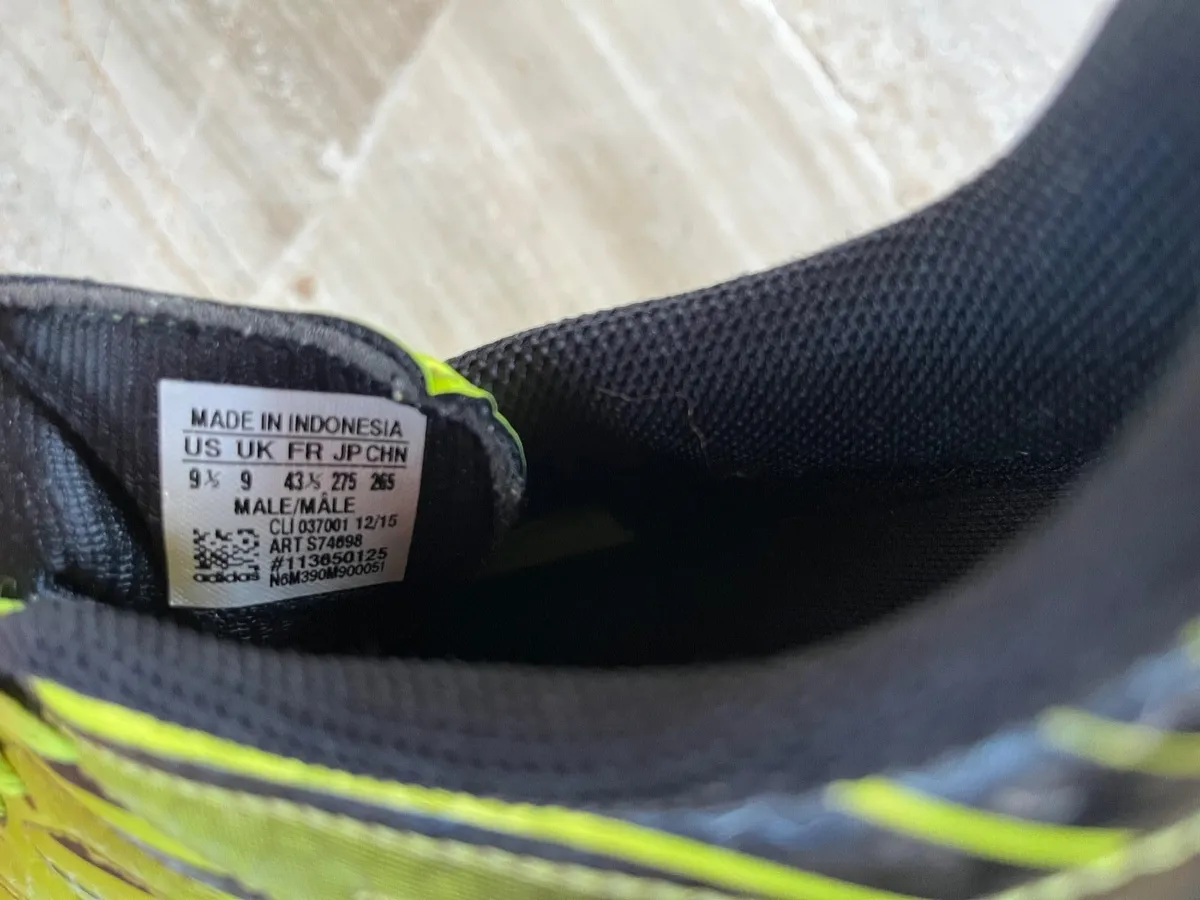 MADE IN INDONESIA
US UK FR JP CHN
9½ 9 43⅓ 275 265
MALE/MÂLE
CLI 037001 12/15
ART S74698
#113650125
adidas N6M390M900051